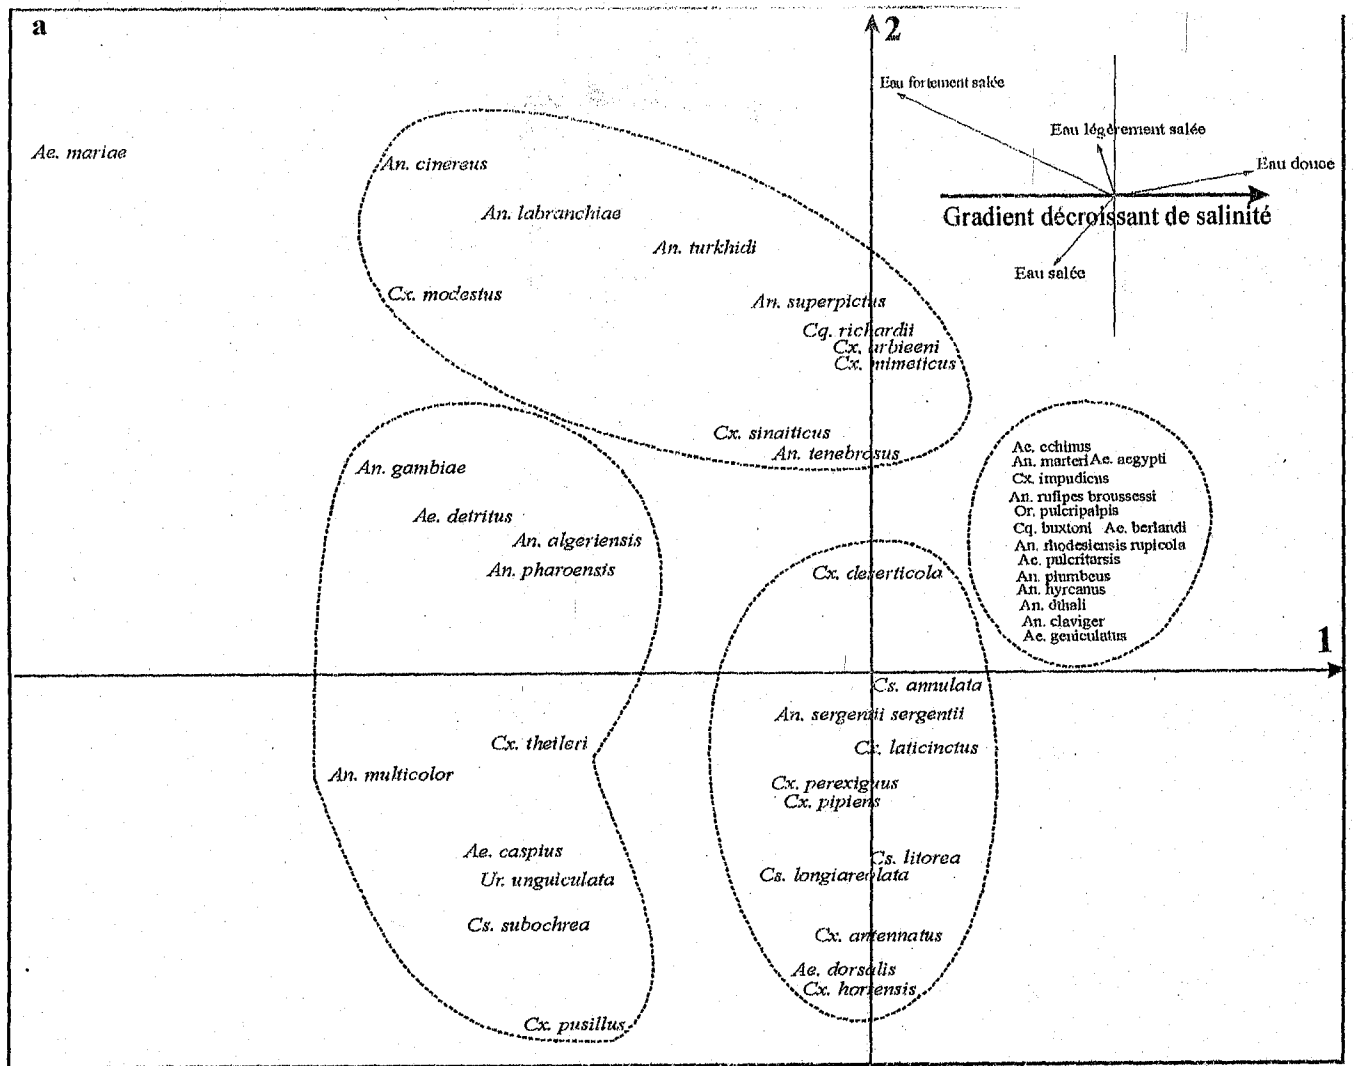 a
2
Eau fortement salée
Eau légèrement salée
Eau douce
Gradient décroissant de salinité
Eau salée
Ae. mariae
An. cinereus
An. labranchiae
An. turkhidi
Cx. modestus
An. superpictus
Cq. richardii
Cx. arbieeni
Cx. mimeticus
Cx. sinaiticus
An. tenebrosus
An. gambiae
Ae. detritus
An. algeriensis
An. pharoensis
Cx. theileri
An. multicolor
Ae. caspius
Ur. unguiculata
Cs. subochrea
Cx. pusillus
Cx. deserticola
Cs. annulata
An. sergentii sergentii
Cx. laticinctus
Cx. perexiguus
Cx. pipiens
Cs. litorea
Cs. longiareolata
Cx. antennatus
Ae. dorsalis
Cx. hortensis
Ae. echinus
An. marteri Ae. aegypti
Cx. impudicus
An. rufipes broussessi
Or. pulcripalpis
Cq. buxtoni Ae. berlandi
An. rhodesiensis rupicola
Ae. pulcritarsis
An. plumbeus
An. hyrcanus
An. dthali
An. claviger
Ae. geniculatus
1